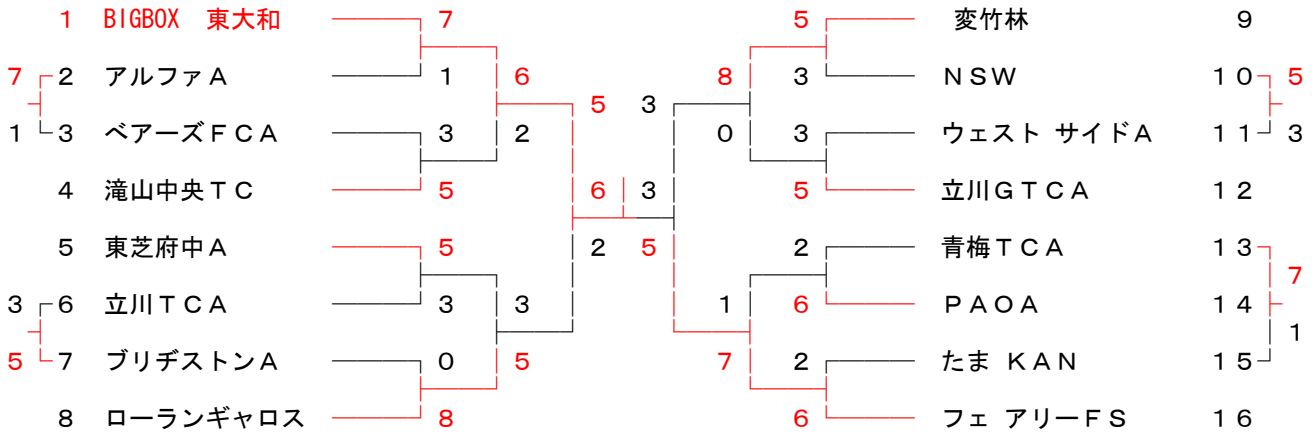 1 BIGBOX 東大和 7 5 変竹林 9
7 2 アルファA 1 6 8 3 NSW 10 5
5 3
1 3 ベアーズFCA 3 2 0 3 ウェスト サイドA 11 3
4 滝山中央TC 5 6 3 5 立川GTCA 12
5 東芝府中A 5 2 5 2 青梅TCA 13
7
3 6 立川TCA 3 3 1 6 PAOA 14
1
5 7 ブリヂストンA 0 5 7 2 たま KAN 15
8 ローランギャロス 8 6 フェ アリーFS 16